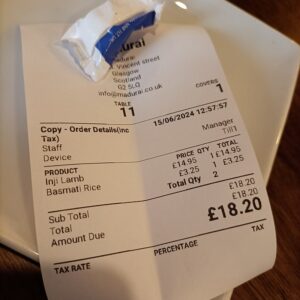 adurai
adurai
Vincent street
Glasgow
Scotland
G2 5LQ
info@madurai.co.uk
TABLE COVERS
11 1
15/06/2024 12:57:57
Copy - Order Details(Inc
Tax)
Staff Manager
Device Till1
PRODUCT PRICE QTY TOTAL
Inji Lamb £14.95 1 £14.95
Basmati Rice £3.25 1 £3.25
Total Qty 2
Sub Total £18.20
Total £18.20
Amount Due £18.20
TAX RATE PERCENTAGE TAX